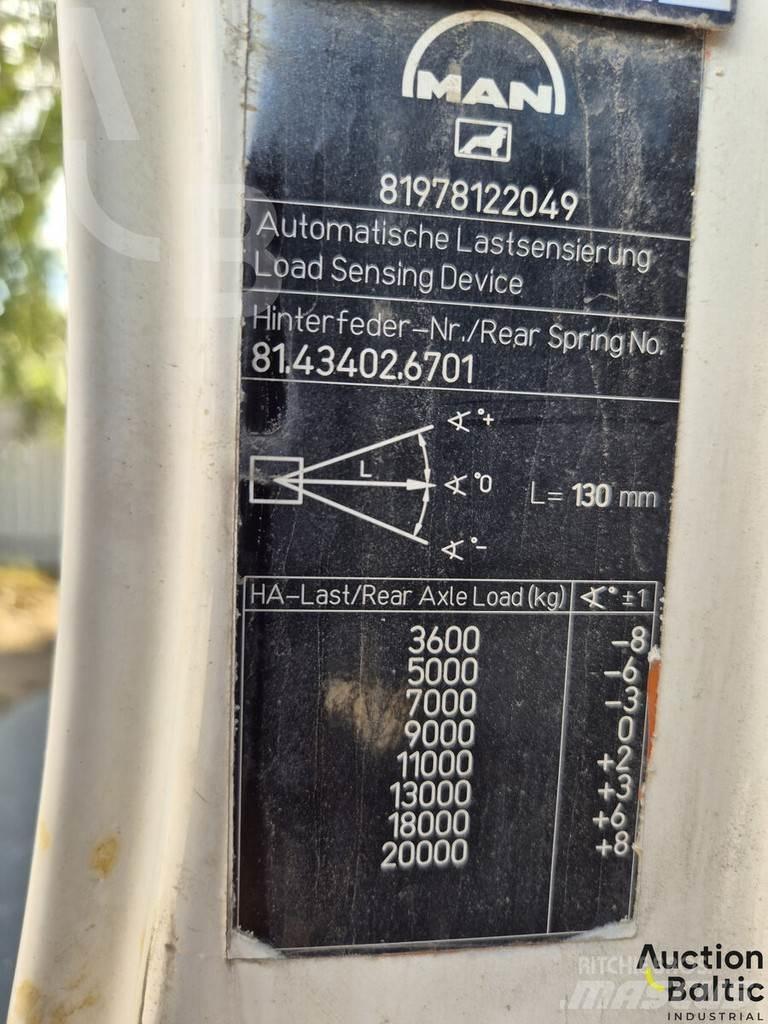 MAN
81978122049
Automatische Lastsensierung
Load Sensing Device
Hinterfeder-Nr./Rear Spring No.
81.43402.6701
∢°+
L
∢°0
L= 130 mm
∢°-
HA-Last/Rear Axle Load (kg) ∢° ±1
3600 -8
5000 -6
7000 -3
9000 0
11000 +2
13000 +3
18000 +6
20000 +8
A
B
RITCHIE BROS
Auction
Baltic
INDUSTRIAL